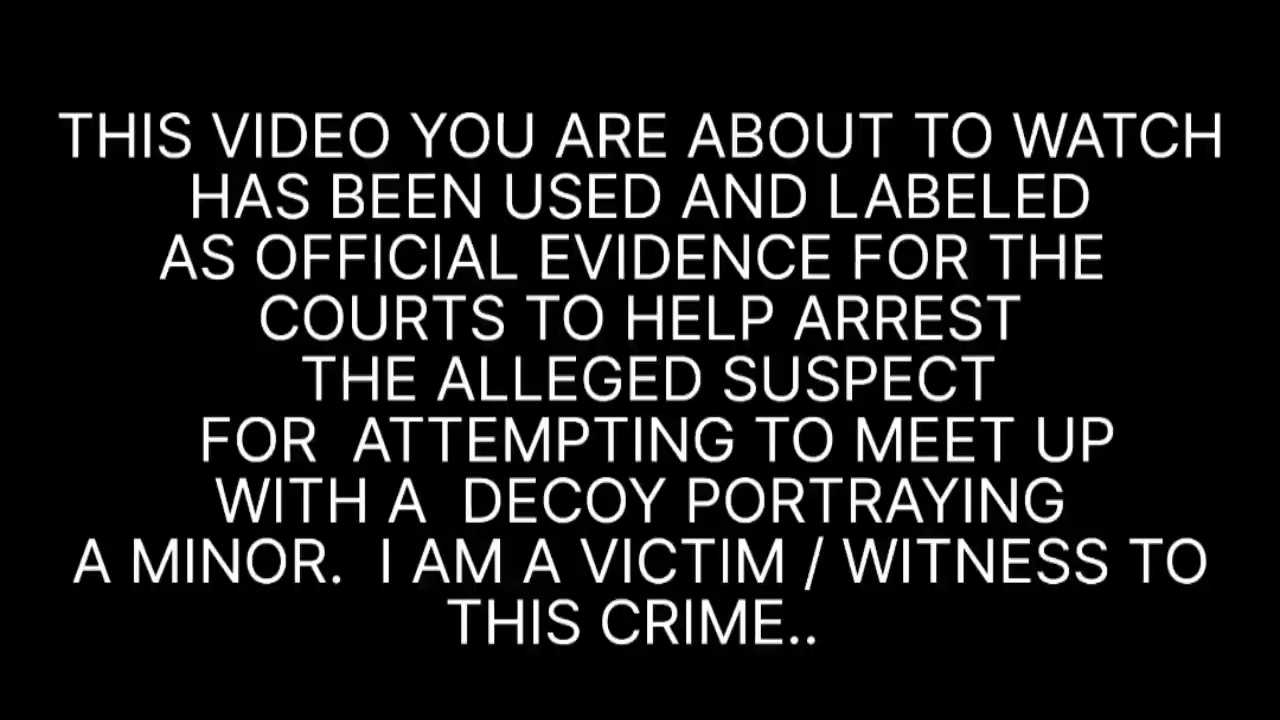 THIS VIDEO YOU ARE ABOUT TO WATCH
HAS BEEN USED AND LABELED
AS OFFICIAL EVIDENCE FOR THE
COURTS TO HELP ARREST
THE ALLEGED SUSPECT
FOR  ATTEMPTING TO MEET UP
WITH A  DECOY PORTRAYING
A MINOR.  I AM A VICTIM / WITNESS TO
THIS CRIME..